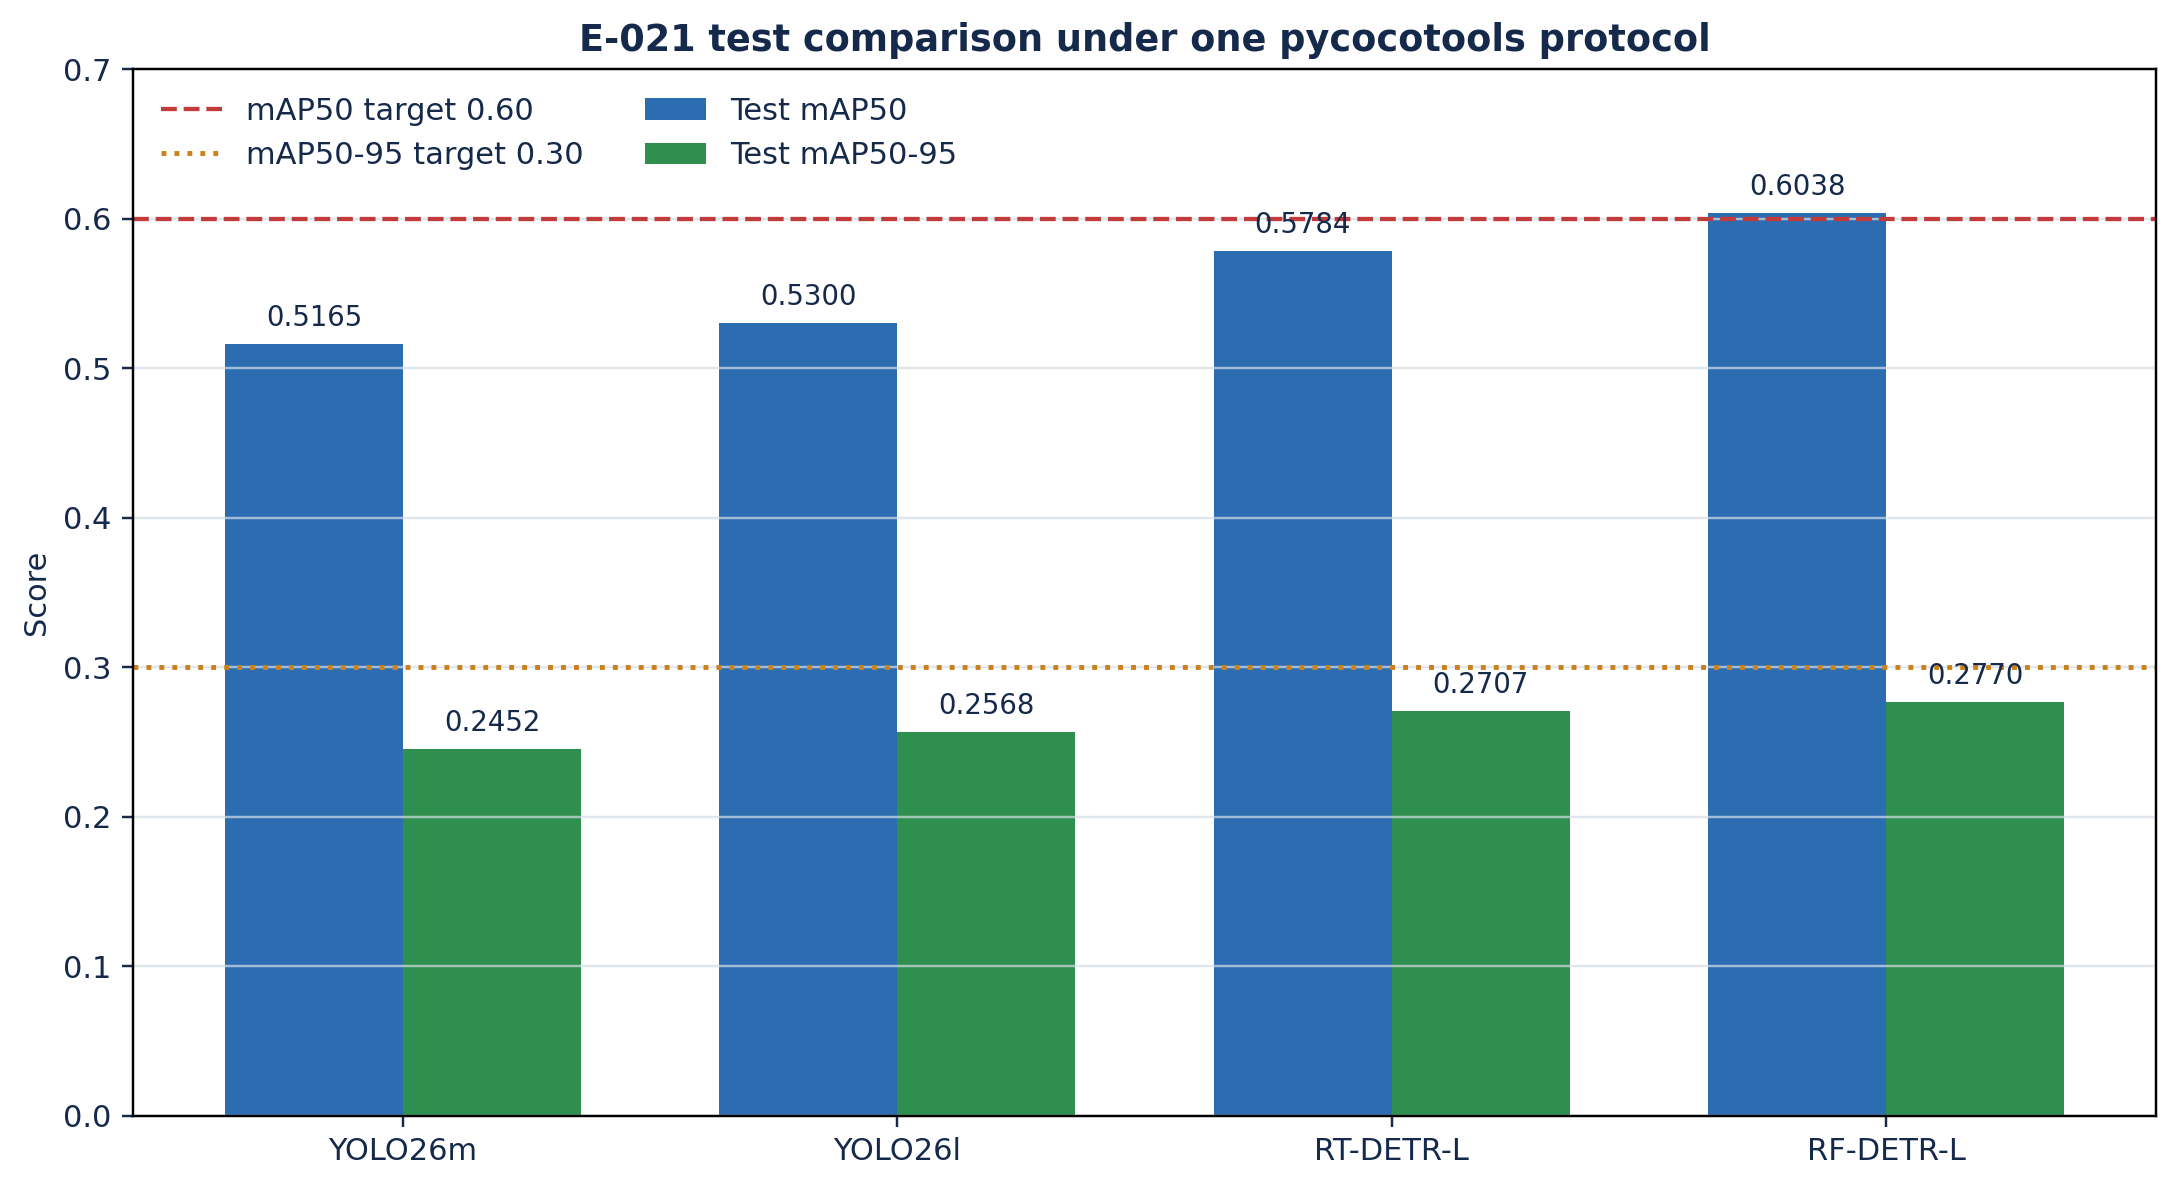 E-021 test comparison under one pycocotools protocol
mAP50 target 0.60
mAP50-95 target 0.30
Test mAP50
Test mAP50-95
Score
0.7
0.6
0.5
0.4
0.3
0.2
0.1
0.0
0.5165
0.2452
0.5300
0.2568
0.5784
0.2707
0.6038
0.2770
YOLO26m
YOLO26l
RT-DETR-L
RF-DETR-L